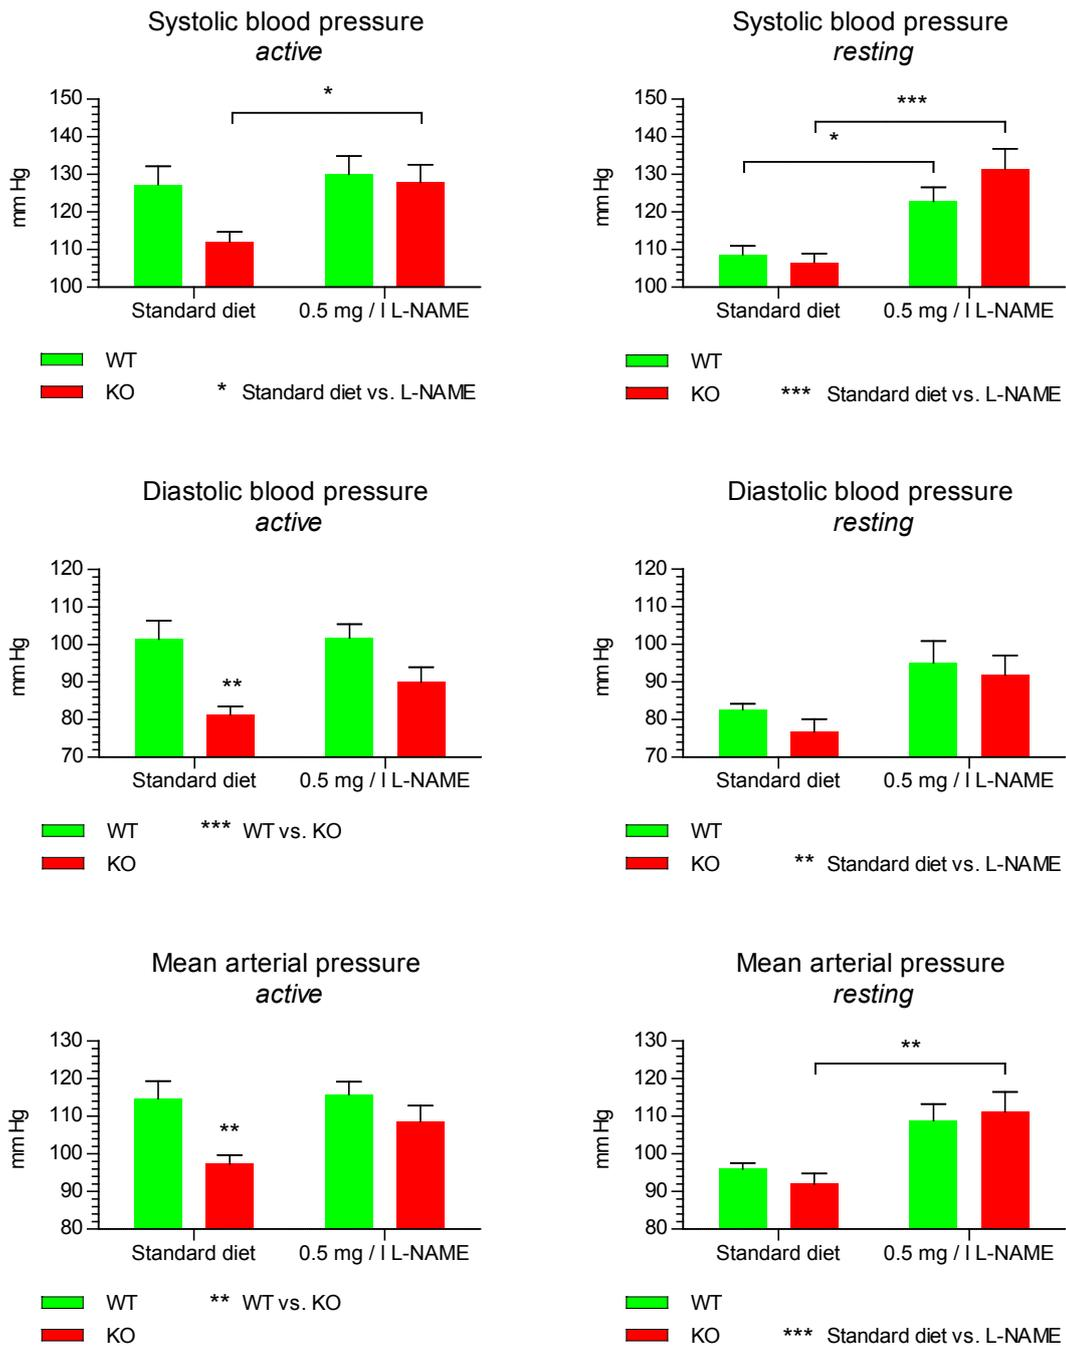 Systolic blood pressure
active
*
mm Hg
150
140
130
120
110
100
Standard diet
0.5 mg / l L-NAME
WT
KO
* Standard diet vs. L-NAME
Systolic blood pressure
resting
***
*
mm Hg
150
140
130
120
110
100
Standard diet
0.5 mg / l L-NAME
WT
KO
*** Standard diet vs. L-NAME
Diastolic blood pressure
active
mm Hg
120
110
100
90
80
70
**
Standard diet
0.5 mg / l L-NAME
WT
*** WT vs. KO
KO
Diastolic blood pressure
resting
mm Hg
120
110
100
90
80
70
Standard diet
0.5 mg / l L-NAME
WT
KO
** Standard diet vs. L-NAME
Mean arterial pressure
active
mm Hg
130
120
110
100
90
80
**
Standard diet
0.5 mg / l L-NAME
WT
** WT vs. KO
KO
Mean arterial pressure
resting
**
mm Hg
130
120
110
100
90
80
Standard diet
0.5 mg / l L-NAME
WT
KO
*** Standard diet vs. L-NAME